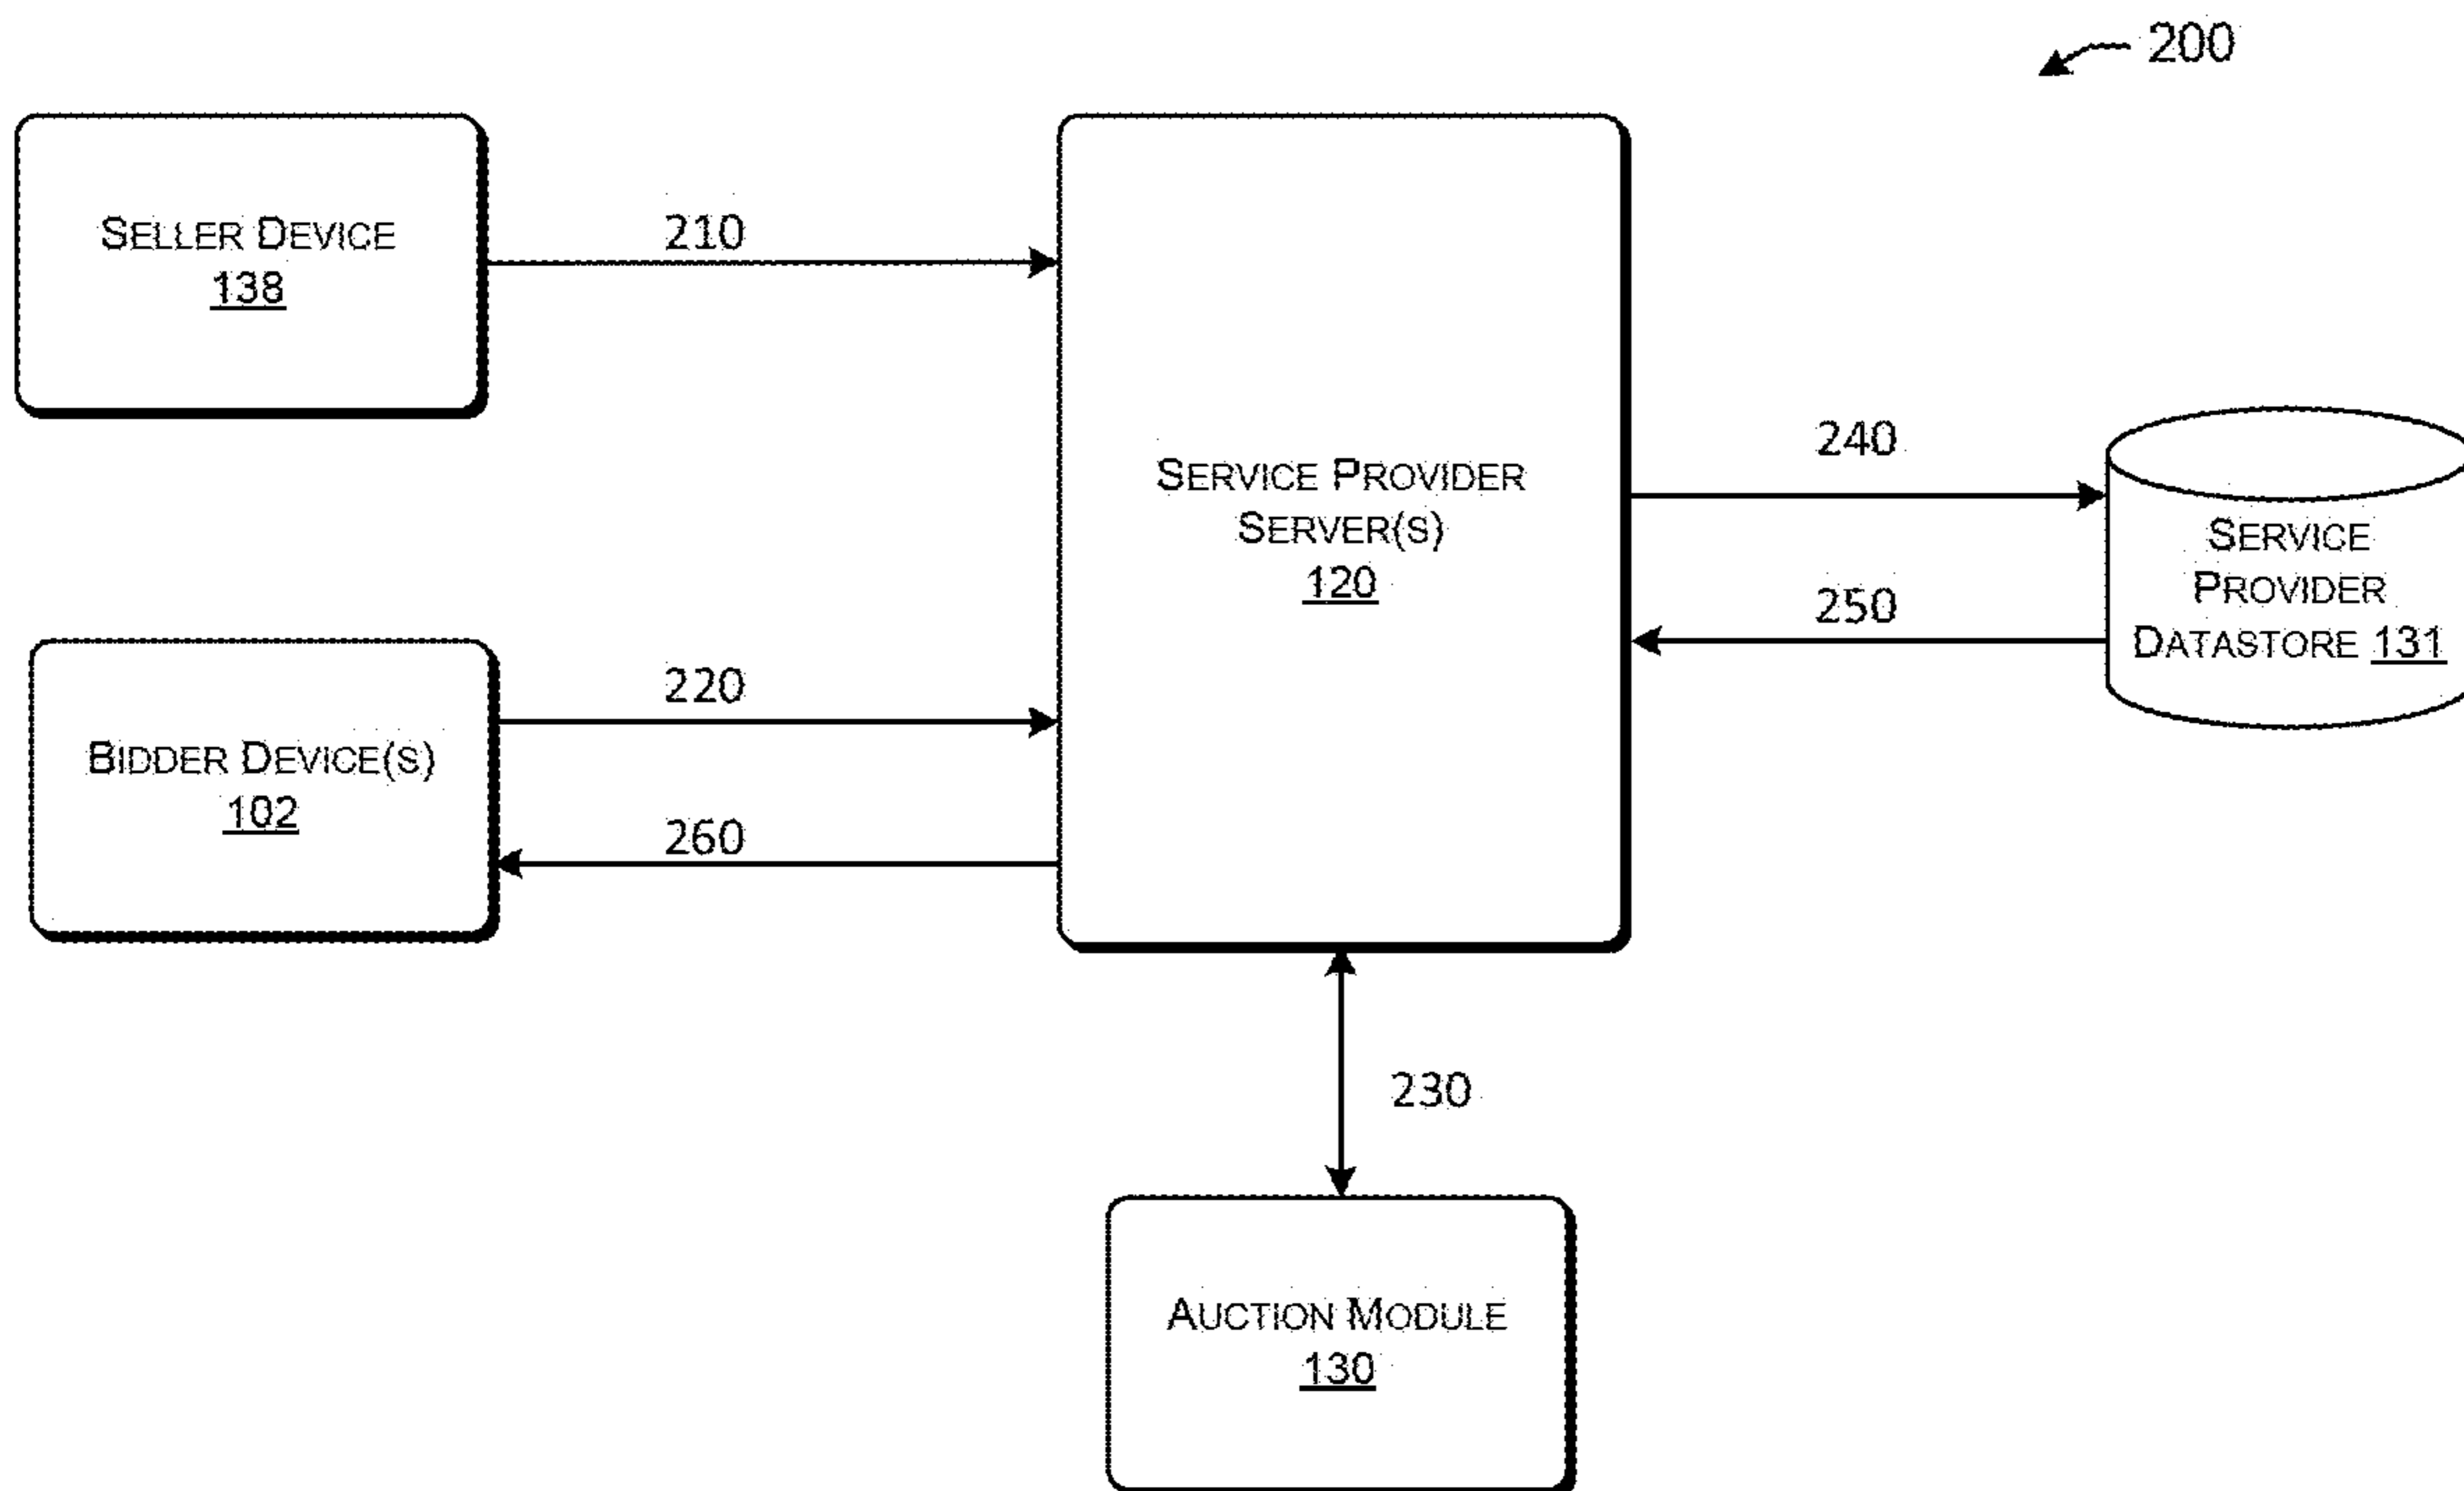 200
SELLER DEVICE
138
210
SERVICE PROVIDER
SERVER(S)
120
240
SERVICE
PROVIDER
DATASTORE 131
250
BIDDER DEVICE(S)
102
220
260
230
AUCTION MODULE
130